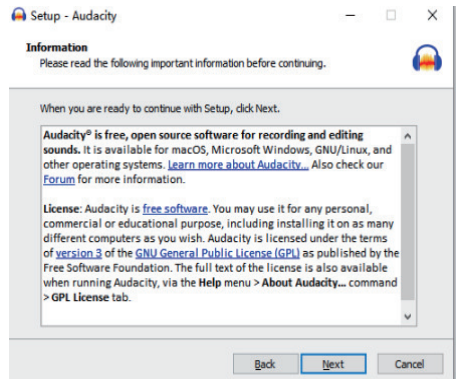 Setup - Audacity
Information
Please read the following important information before continuing.
When you are ready to continue with Setup, click Next.
Audacity® is free, open source software for recording and editing
sounds. It is available for macOS, Microsoft Windows, GNU/Linux, and
other operating systems. Learn more about Audacity... Also check our
Forum for more information.
License: Audacity is free software. You may use it for any personal,
commercial or educational purpose, including installing it on as many
different computers as you wish. Audacity is licensed under the terms
of version 3 of the GNU General Public License (GPL) as published by the
Free Software Foundation. The full text of the license is also available
when running Audacity, via the Help menu > About Audacity... command
> GPL License tab.
Back Next Cancel